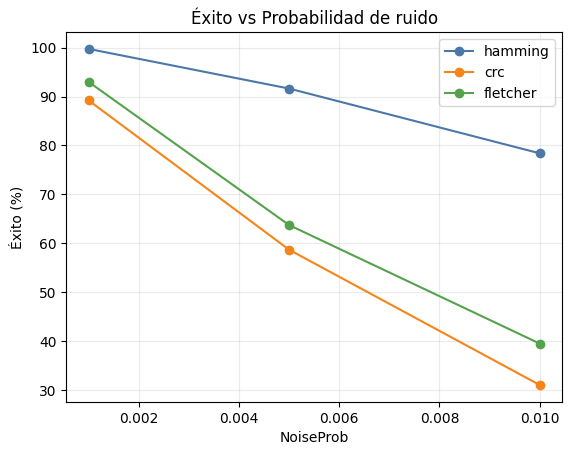 Éxito vs Probabilidad de ruido
Éxito (%)
100
90
80
70
60
50
40
30
hamming
crc
fletcher
0.002
0.004
0.006
0.008
0.010
NoiseProb